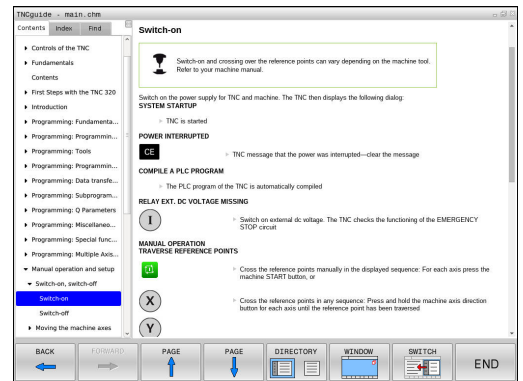 TNCguide - main.chm
Contents Index Find
Controls of the TNC
Fundamentals
Contents
First Steps with the TNC 320
Introduction
Programming: Fundamenta...
Programming: Programmin...
Programming: Tools
Programming: Programmin...
Programming: Data transfe...
Programming: Subprogram...
Programming: Q Parameters
Programming: Miscellaneo...
Programming: Special func...
Programming: Multiple Axis...
Manual operation and setup
Switch-on, switch-off
Switch-on
Switch-off
Moving the machine axes
Switch-on
Switch-on and crossing over the reference points can vary depending on the machine tool.
Refer to your machine manual.
Switch on the power supply for TNC and machine. The TNC then displays the following dialog:
SYSTEM STARTUP
TNC is started
POWER INTERRUPTED
CE
TNC message that the power was interrupted—clear the message
COMPILE A PLC PROGRAM
The PLC program of the TNC is automatically compiled
RELAY EXT. DC VOLTAGE MISSING
I
Switch on external dc voltage. The TNC checks the functioning of the EMERGENCY
STOP circuit
MANUAL OPERATION
TRAVERSE REFERENCE POINTS
Cross the reference points manually in the displayed sequence: For each axis press the
machine START button, or
X
Cross the reference points in any sequence: Press and hold the machine axis direction
button for each axis until the reference point has been traversed
Y
BACK FORWARD PAGE PAGE DIRECTORY WINDOW SWITCH END